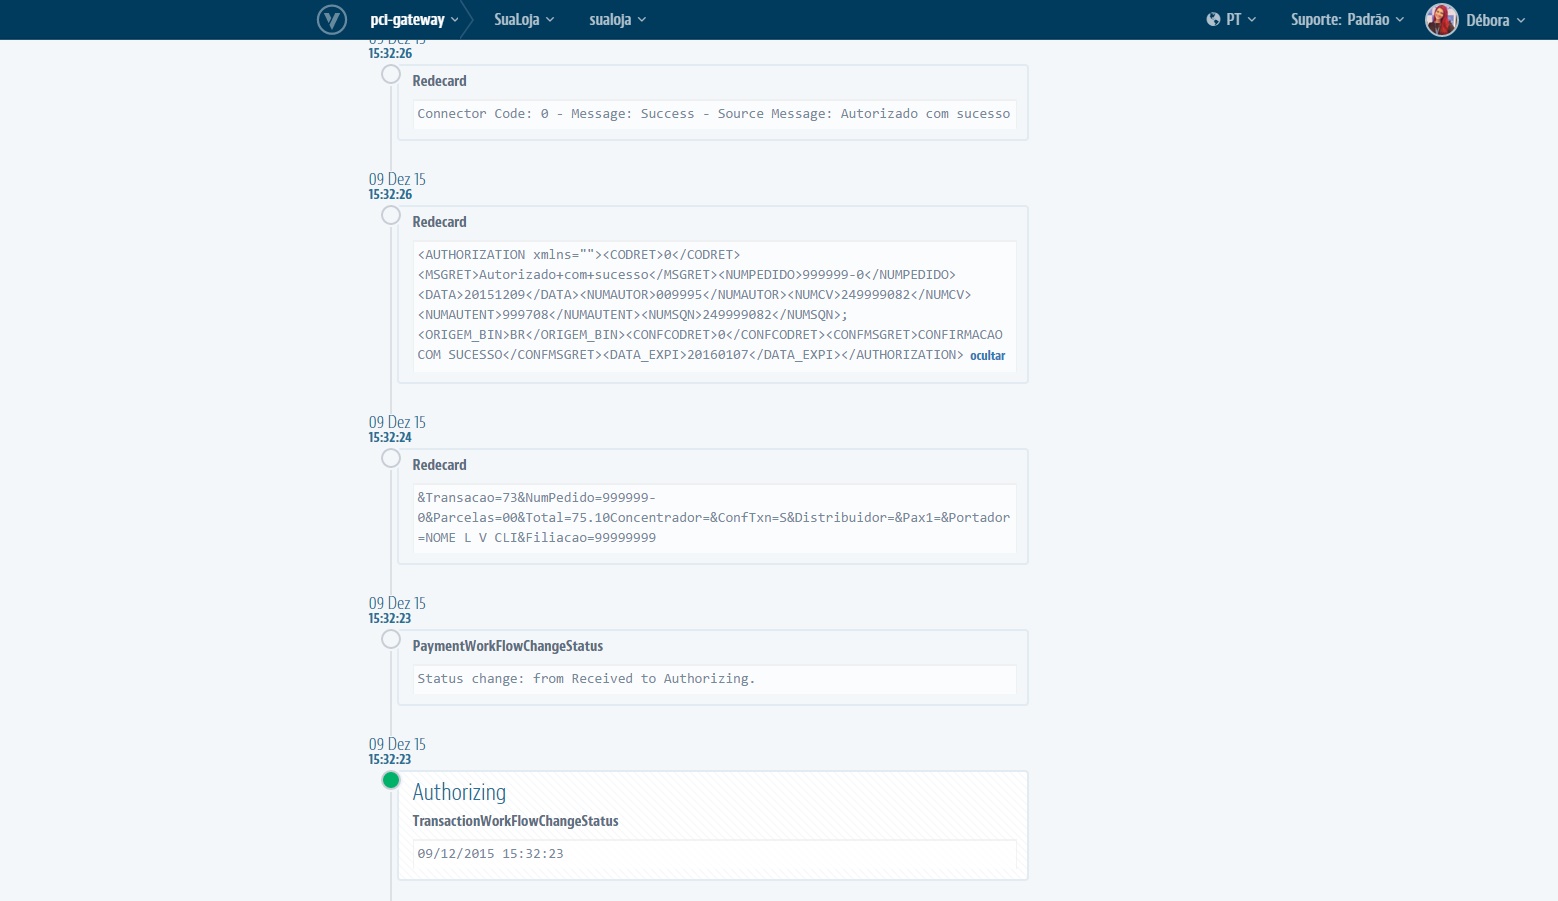 pci-gateway SuaLoja sualoja PT Suporte: Padrão Débora
09 Dez 15
15:32:26
Redecard
Connector Code: 0 - Message: Success - Source Message: Autorizado com sucesso
09 Dez 15
15:32:26
Redecard
<AUTHORIZATION xmlns=""><CODRET>0</CODRET>
<MSGRET>Autorizado+com+sucesso</MSGRET><NUMPEDIDO>999999-0</NUMPEDIDO>
<DATA>20151209</DATA><NUMAUTOR>009995</NUMAUTOR><NUMCV>249999082</NUMCV>
<NUMAUTENT>999708</NUMAUTENT><NUMSQN>249999082</NUMSQN>;
<ORIGEM_BIN>BR</ORIGEM_BIN><CONFCODRET>0</CONFCODRET><CONFMSGRET>CONFIRMACAO
COM SUCESSO</CONFMSGRET><DATA_EXPI>20160107</DATA_EXPI></AUTHORIZATION> ocultar
09 Dez 15
15:32:24
Redecard
&Transacao=73&NumPedido=999999-
0&Parcelas=00&Total=75.10Concentrador=&ConfTxn=S&Distribuidor=&Pax1=&Portador
=NOME L V CLI&Filiacao=99999999
09 Dez 15
15:32:23
PaymentWorkFlowChangeStatus
Status change: from Received to Authorizing.
09 Dez 15
15:32:23
Authorizing
TransactionWorkFlowChangeStatus
09/12/2015 15:32:23